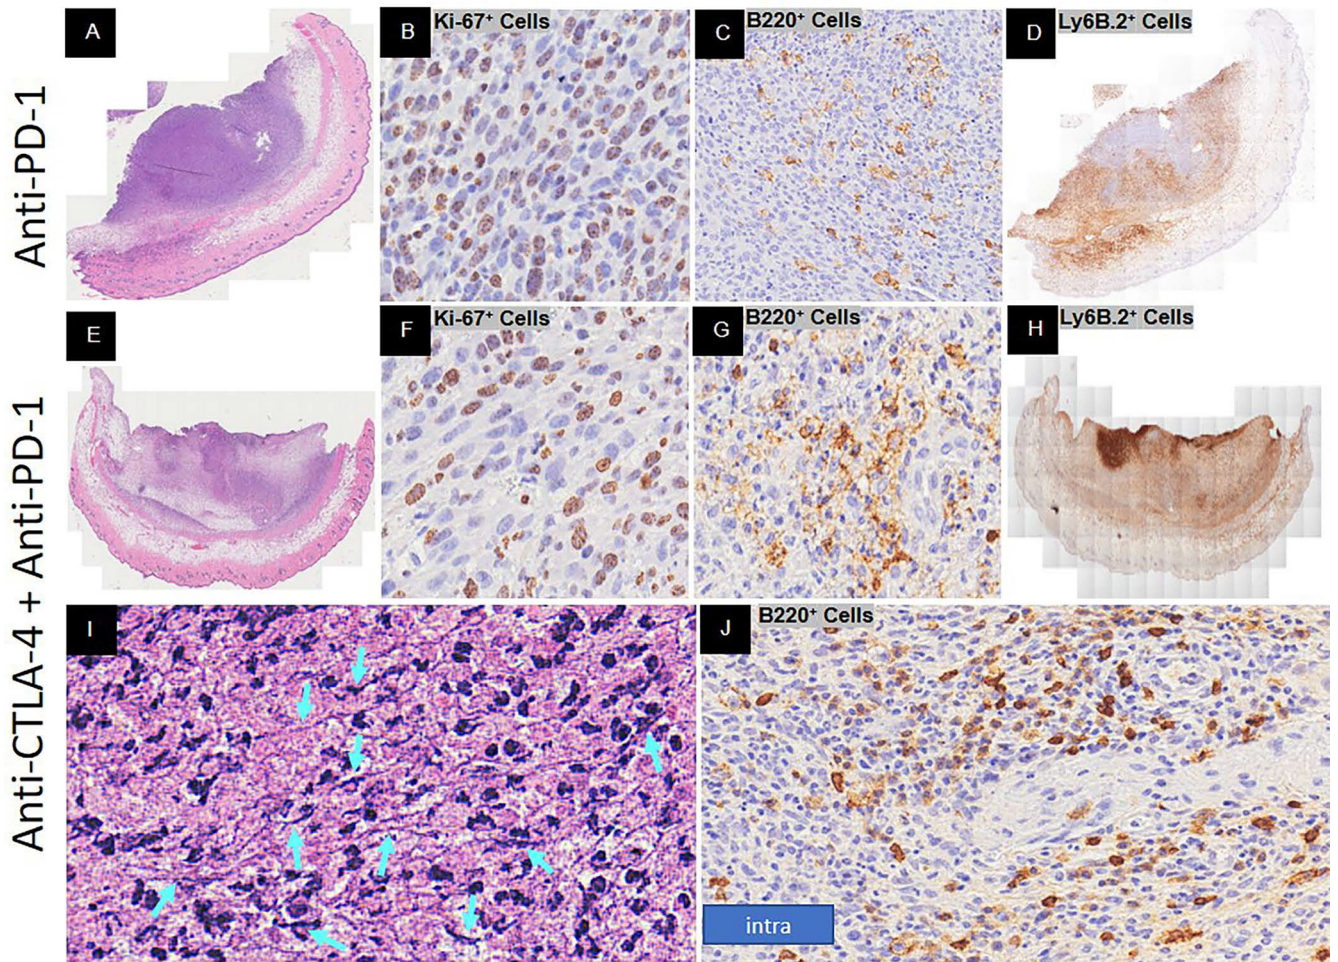 Anti-PD-1
A
B
Ki-67⁺ Cells
C
B220⁺ Cells
D
Ly6B.2⁺ Cells
Anti-CTLA-4 + Anti-PD-1
E
F
Ki-67⁺ Cells
G
B220⁺ Cells
H
Ly6B.2⁺ Cells
I
J
B220⁺ Cells
intra